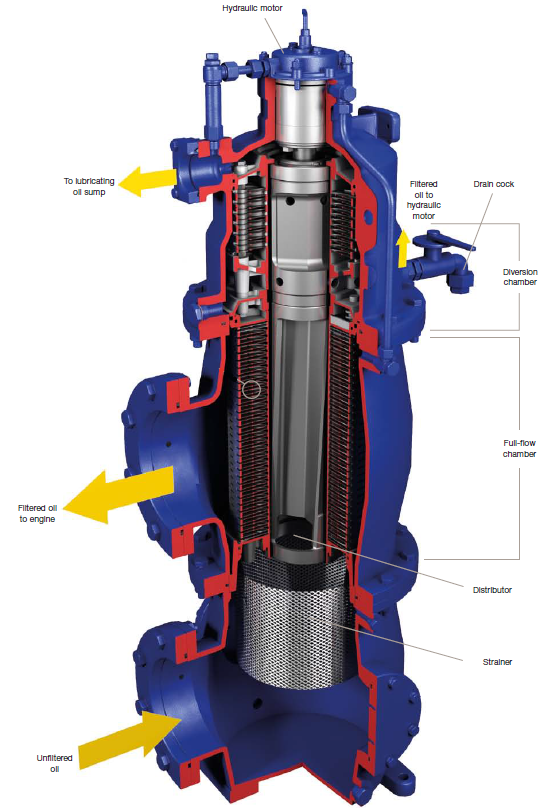 Hydraulic motor
To lubricating
oil sump
Filtered
oil to
hydraulic
motor
Drain cock
Diversion
chamber
Full-flow
chamber
Filtered oil
to engine
Distributor
Strainer
Unfiltered
oil